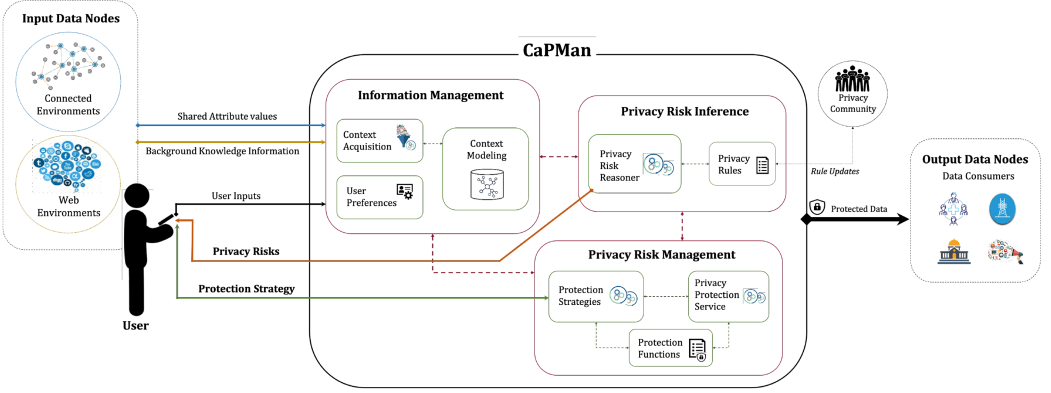 Input Data Nodes
Connected
Environments
Web
Environments
User
Shared Attribute values
Background Knowledge Information
User Inputs
Privacy Risks
Protection Strategy
CaPMan
Information Management
Context
Acquisition
Context
Modeling
User
Preferences
Privacy Risk Inference
Privacy
Risk
Reasoner
Privacy
Rules
Privacy Risk Management
Protection
Strategies
Privacy
Protection
Service
Protection
Functions
Privacy
Community
Rule Updates
Protected Data
Output Data Nodes
Data Consumers